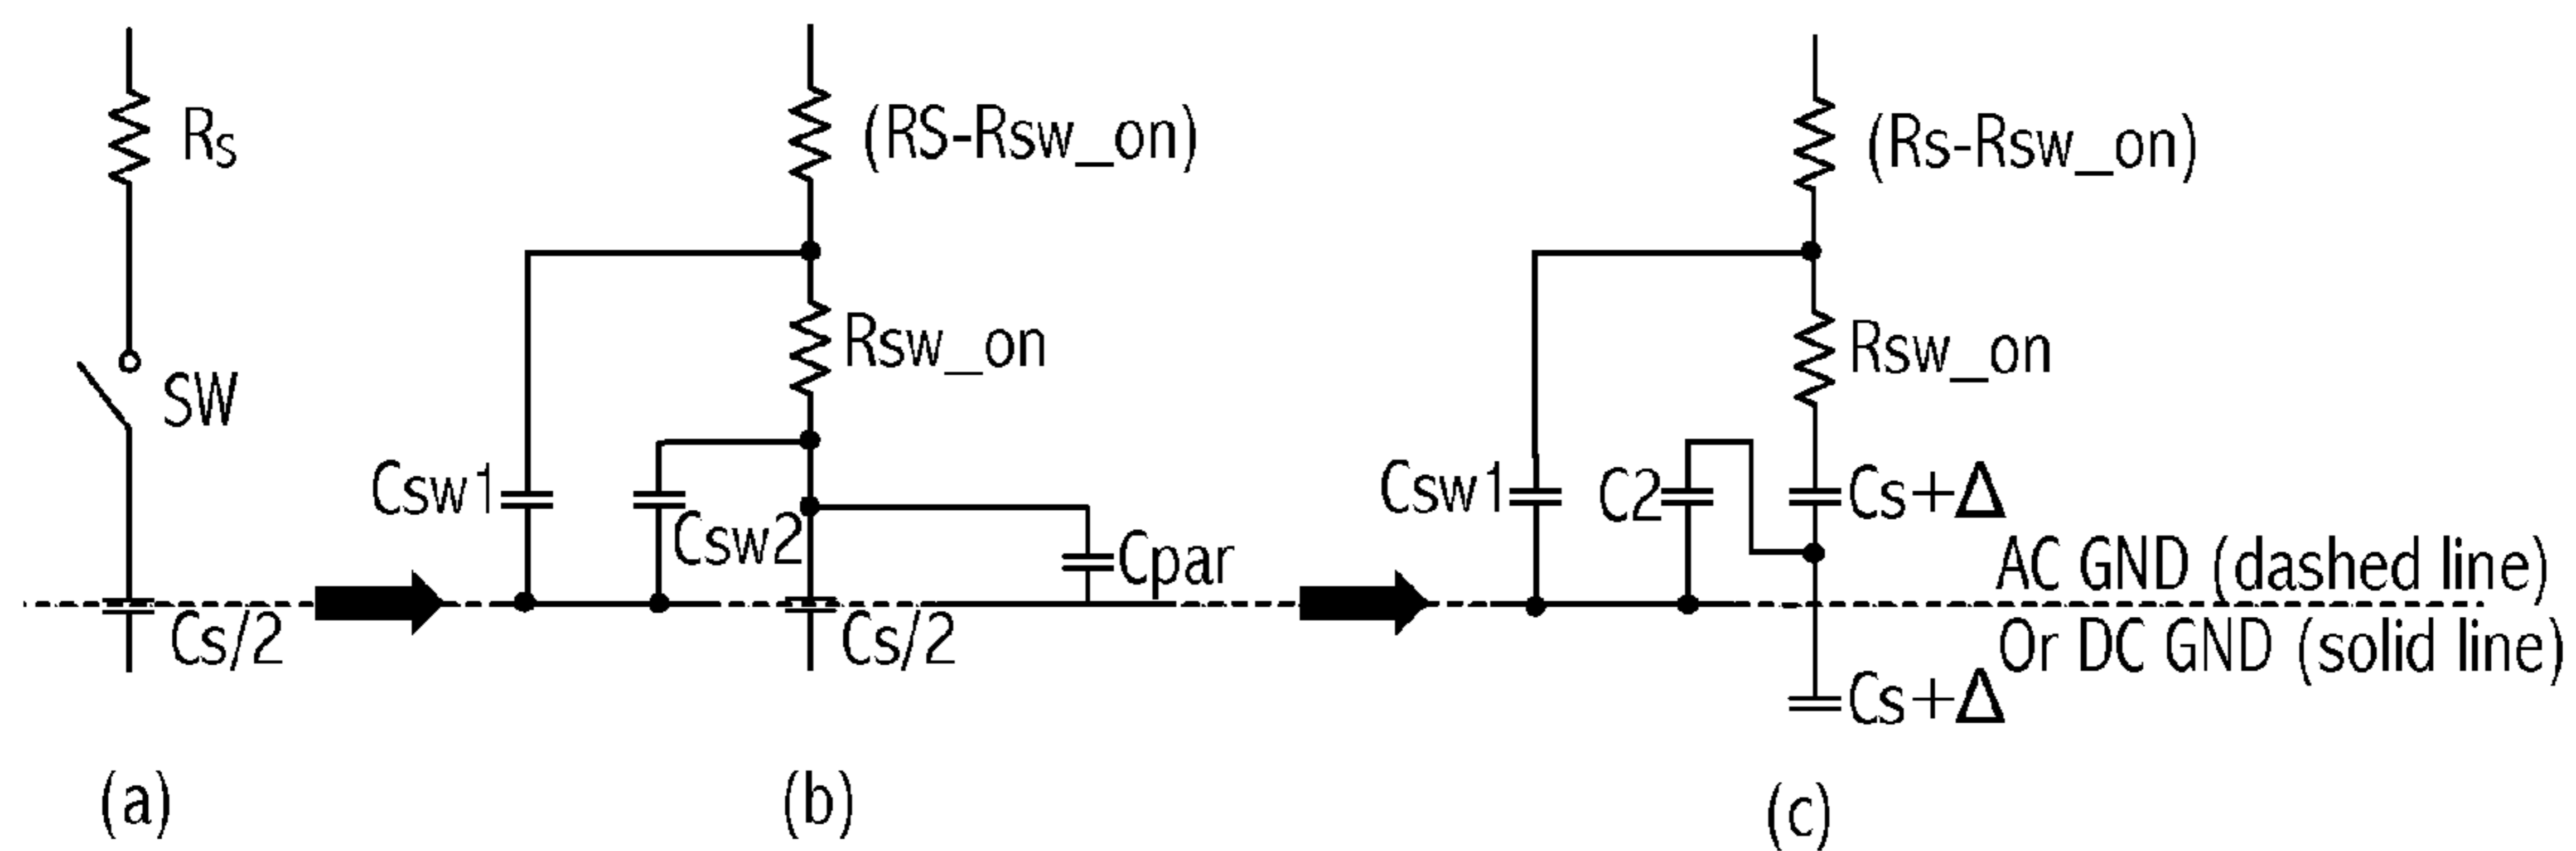 Rs
SW
Cs/2
(a)
(RS-Rsw_on)
Rsw_on
Csw1
Csw2
Cpar
Cs/2
(b)
(Rs-Rsw_on)
Rsw_on
Csw1
C2
Cs+Δ
AC GND (dashed line)
Or DC GND (solid line)
Cs+Δ
(c)